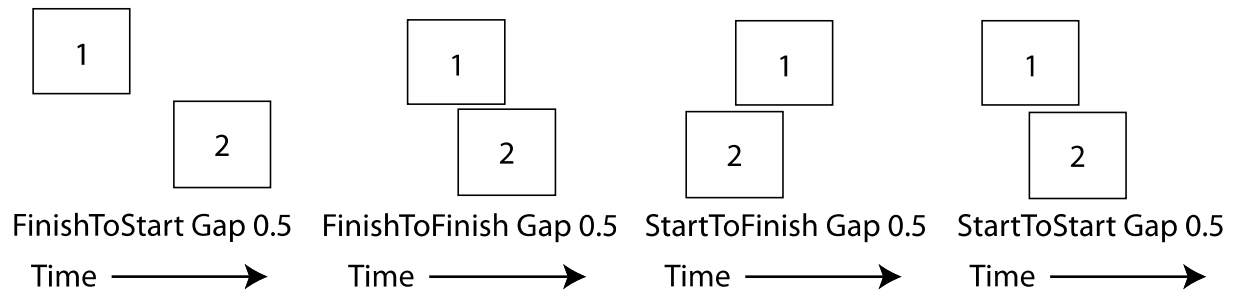 1
1
1
1
2
2
2
2
FinishToStart Gap 0.5
FinishToFinish Gap 0.5
StartToFinish Gap 0.5
StartToStart Gap 0.5
Time
Time
Time
Time